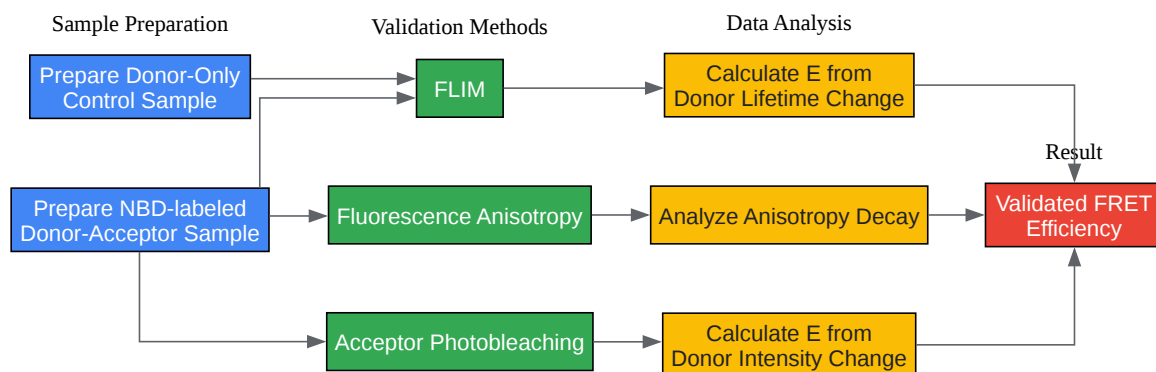 Sample Preparation
Validation Methods
Data Analysis
Prepare Donor-Only
Control Sample
FLIM
Calculate E from
Donor Lifetime Change
Result
Prepare NBD-labeled
Donor-Acceptor Sample
Fluorescence Anisotropy
Analyze Anisotropy Decay
Validated FRET
Efficiency
Acceptor Photobleaching
Calculate E from
Donor Intensity Change